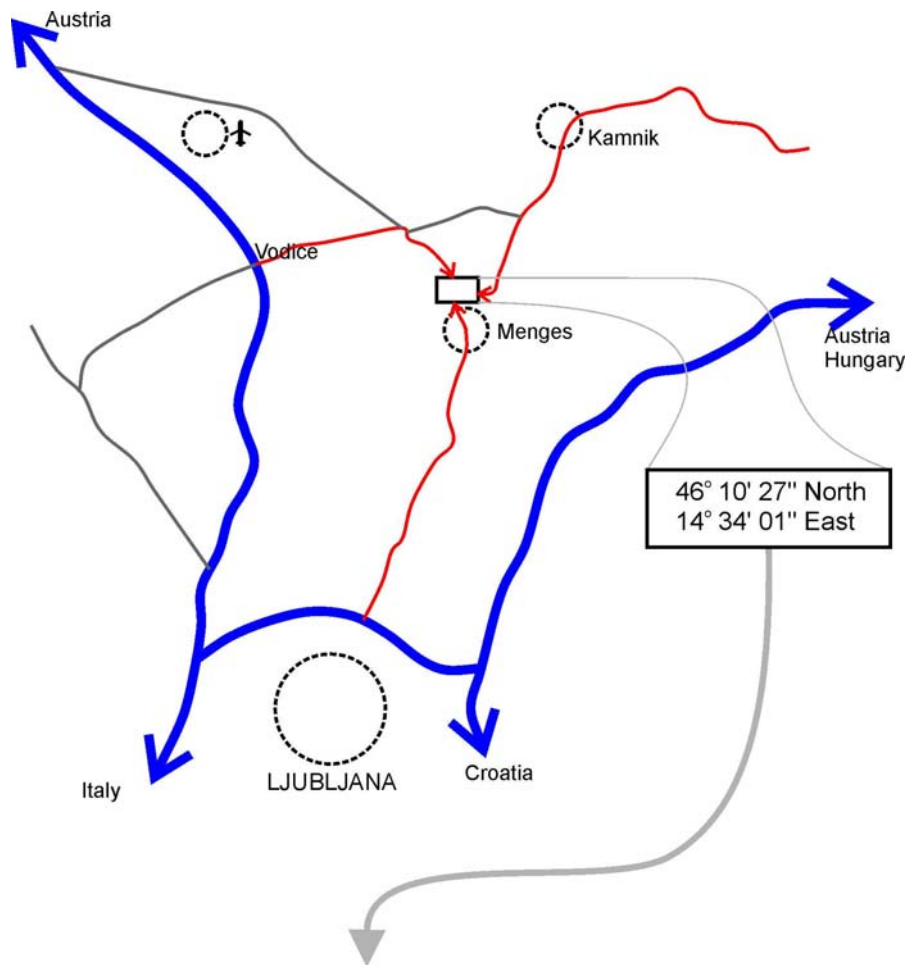 Austria
Kamnik
Vodice
Menges
Austria
Hungary
46° 10' 27" North
14° 34' 01" East
Croatia
LJUBLJANA
Italy